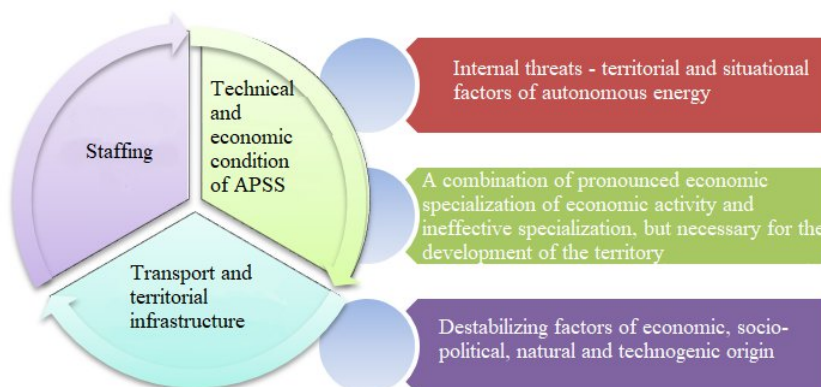 Staffing
Technical
and
economic
condition
of APSS
Transport and
territorial
infrastructure
Internal threats - territorial and situational
factors of autonomous energy
A combination of pronounced economic
specialization of economic activity and
ineffective specialization, but necessary for the
development of the territory
Destabilizing factors of economic, socio-
political, natural and technogenic origin